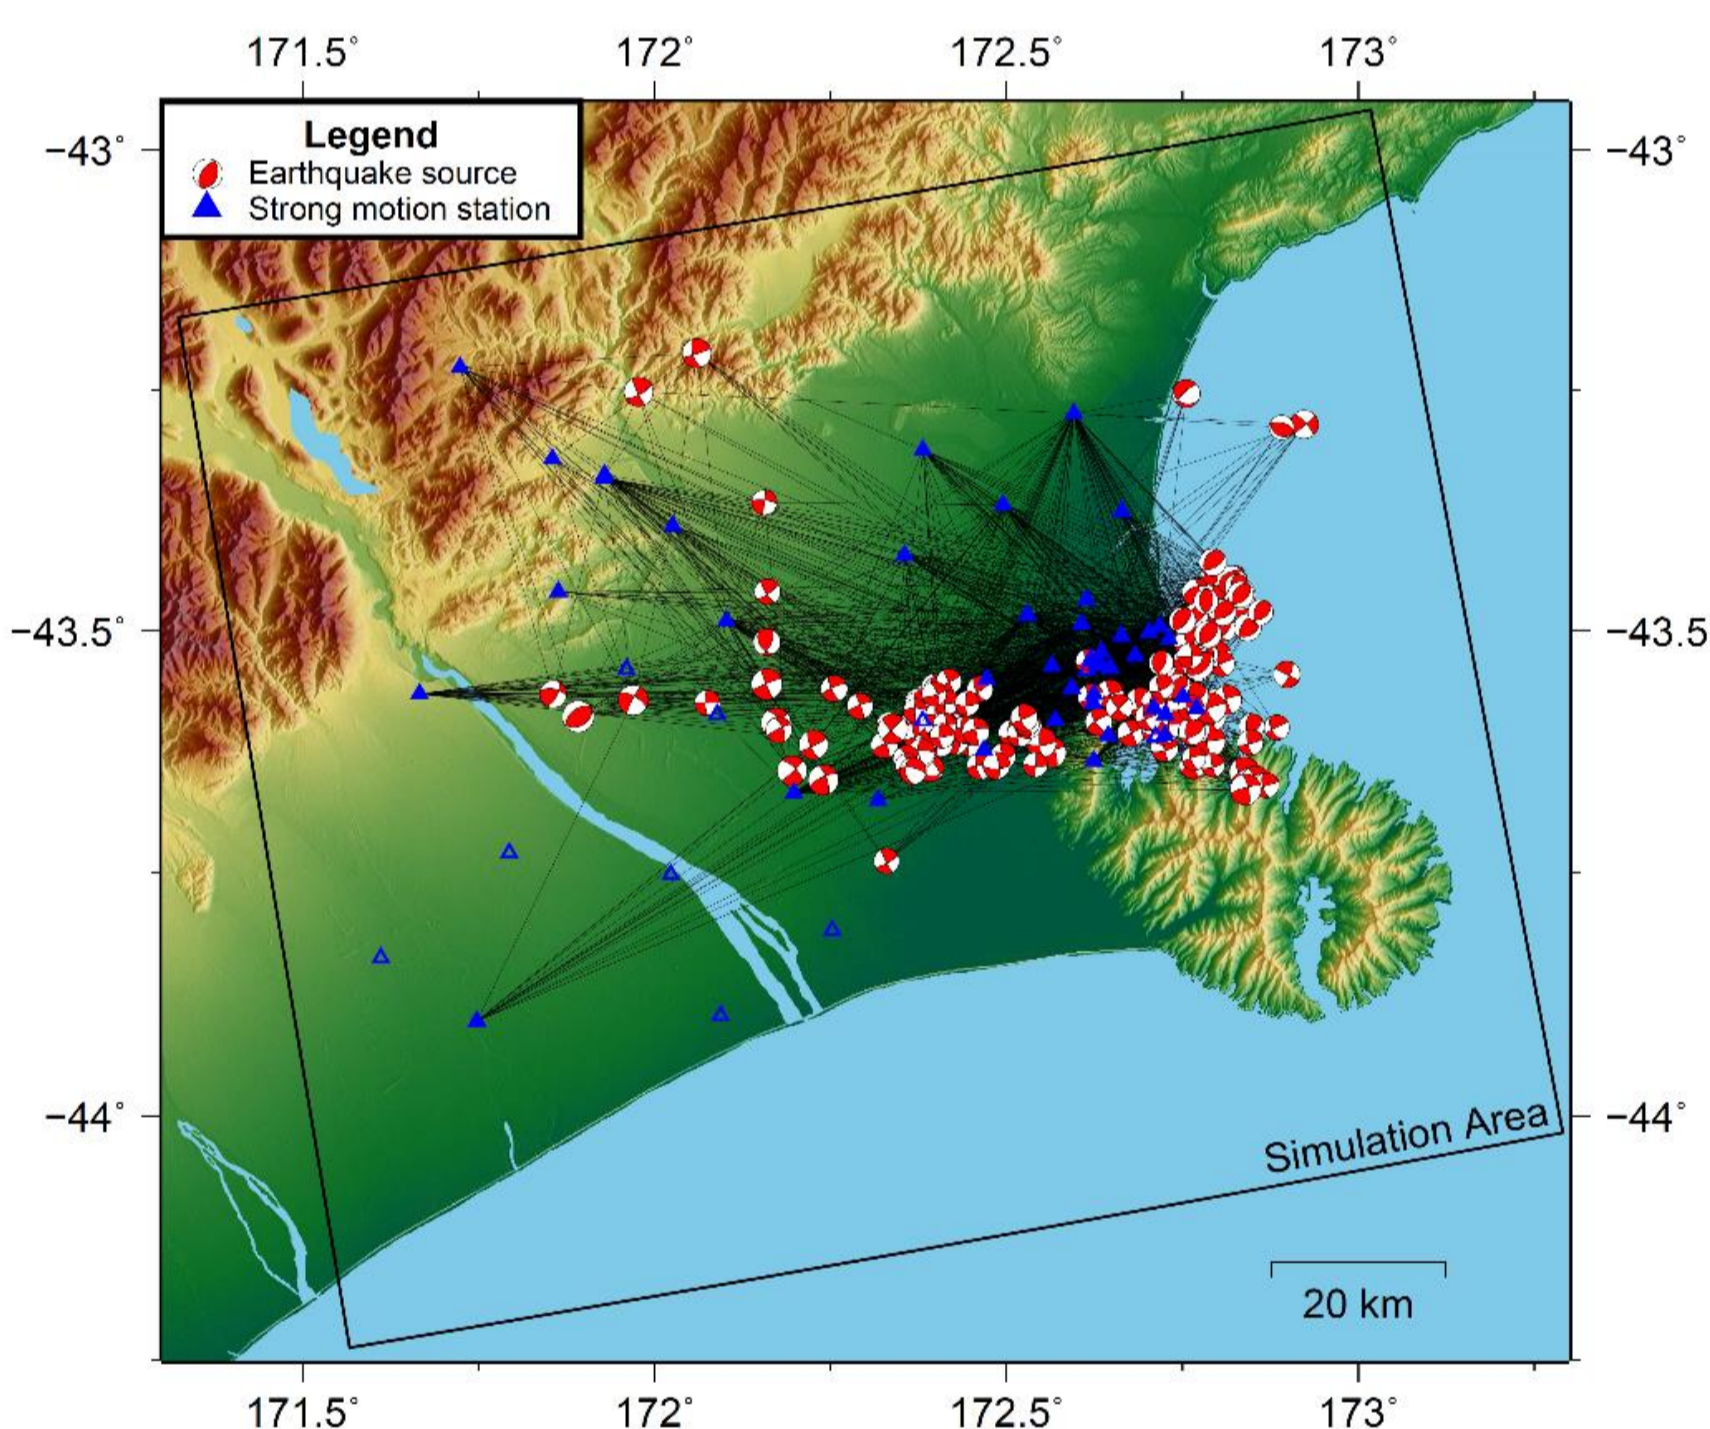 171.5° 172° 172.5° 173°
Legend
Earthquake source
Strong motion station
−43° −43°
−43.5° −43.5
−44° −44°
Simulation Area
20 km
171.5° 172° 172.5° 173°